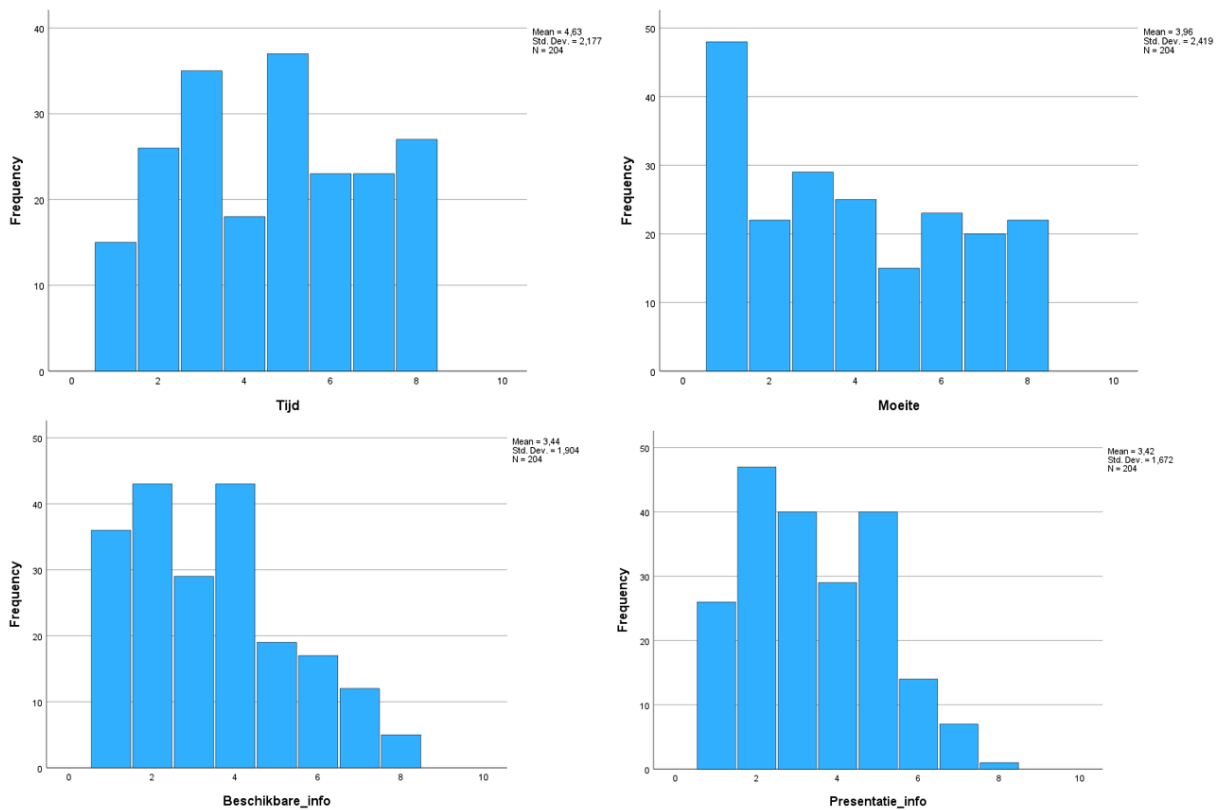 Mean = 4,63
Std. Dev. = 2,177
N = 204
Frequency
40
30
20
10
0
0 2 4 6 8 10
Tijd
Mean = 3,96
Std. Dev. = 2,419
N = 204
Frequency
50
40
30
20
10
0
0 2 4 6 8 10
Moeite
Mean = 3,44
Std. Dev. = 1,904
N = 204
Frequency
50
40
30
20
10
0
0 2 4 6 8 10
Beschikbare_info
Mean = 3,42
Std. Dev. = 1,672
N = 204
Frequency
50
40
30
20
10
0
0 2 4 6 8 10
Presentatie_info